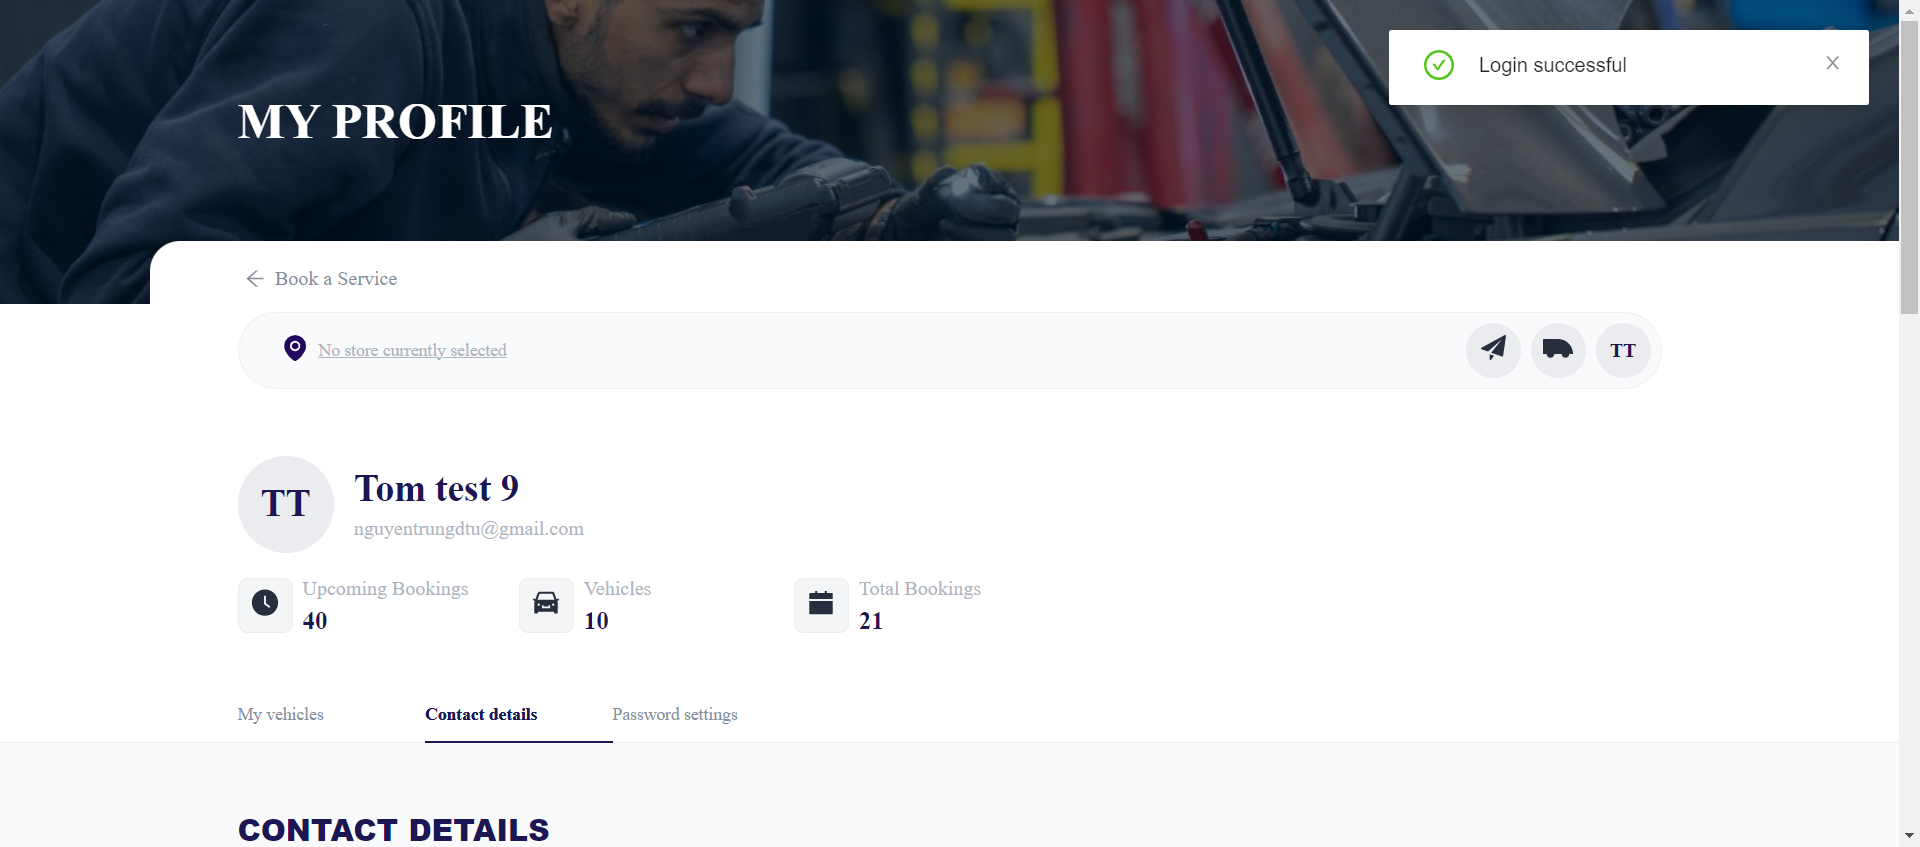 MY PROFILE
Login successful
Book a Service
No store currently selected
TT
TT
Tom test 9
nguyentrungdtu@gmail.com
Upcoming Bookings
40
Vehicles
10
Total Bookings
21
My vehicles
Contact details
Password settings
CONTACT DETAILS